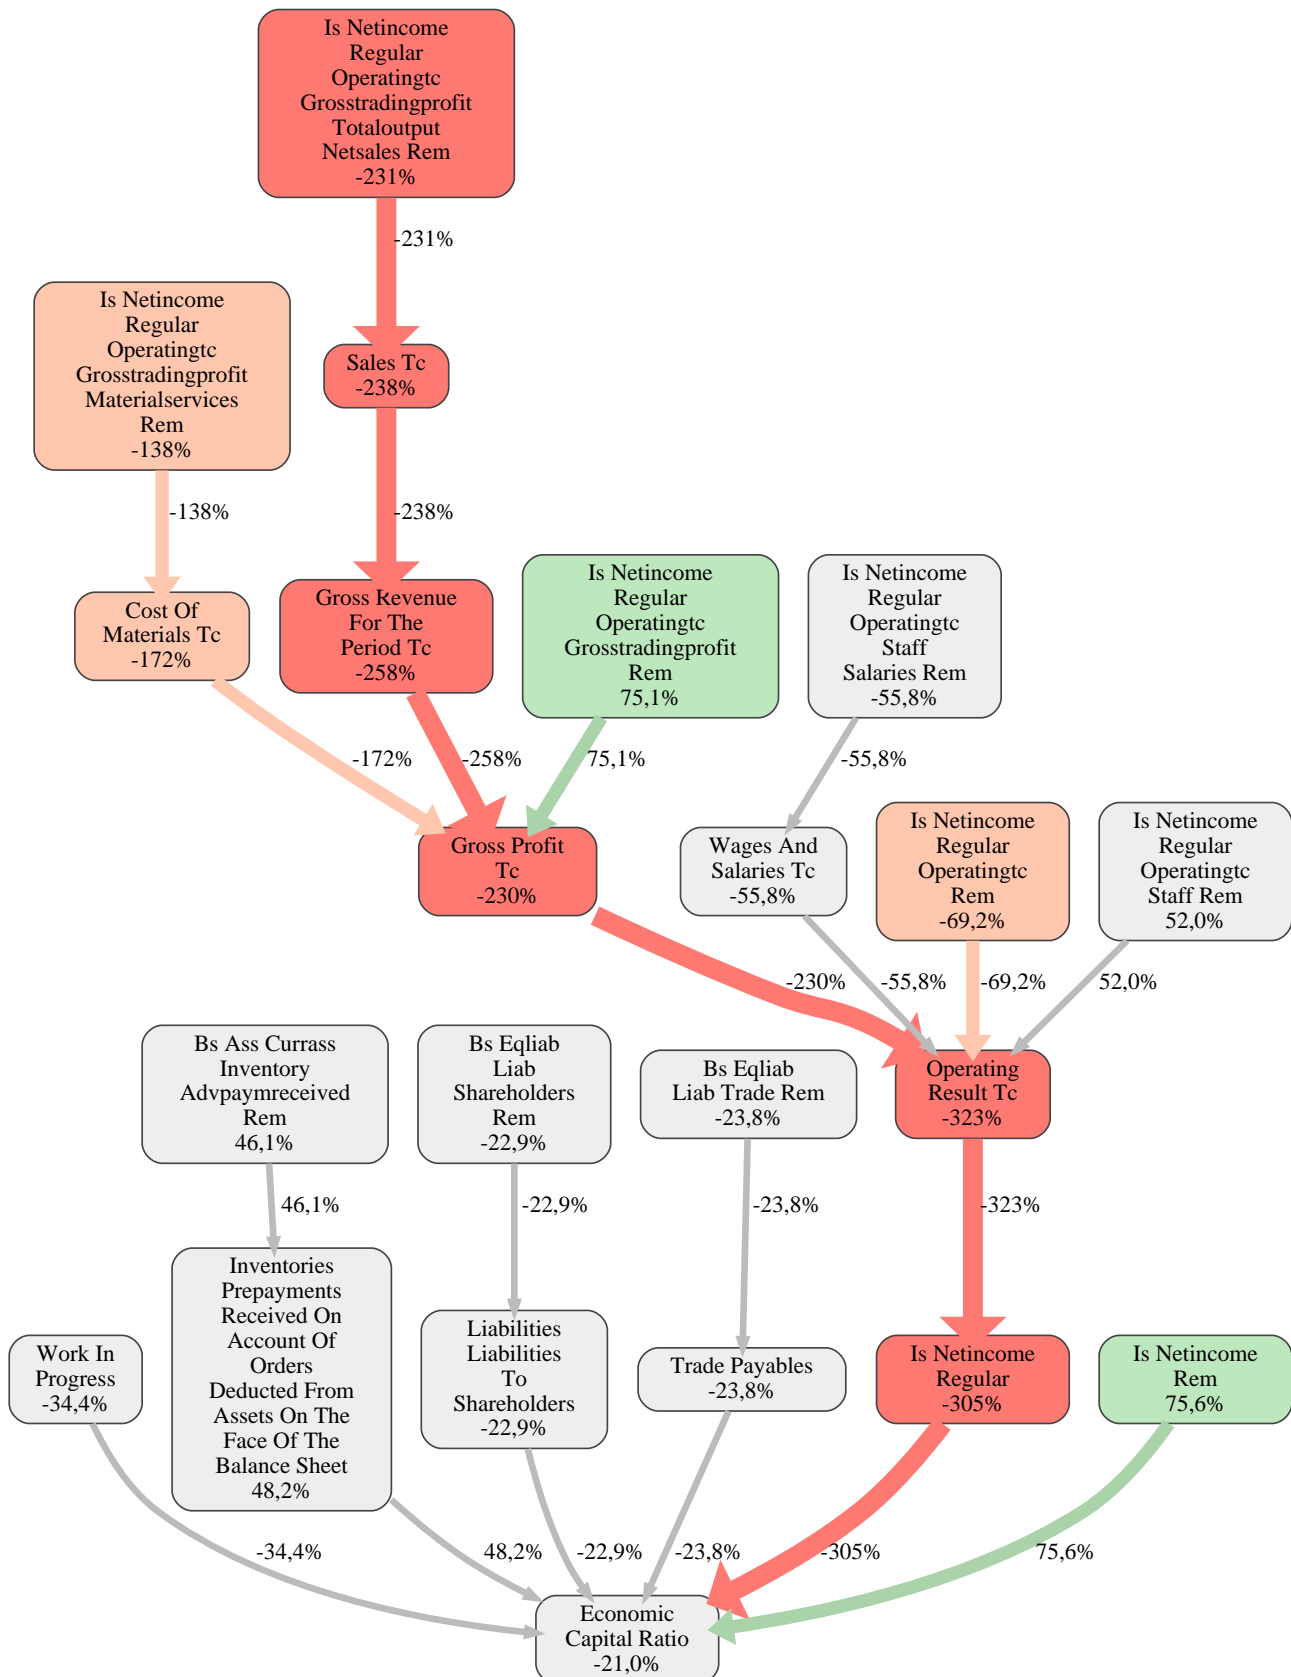 Is Netincome
Regular
Operatingtc
Grosstradingprofit
Totaloutput
Netsales Rem
-231%
-231%
Is Netincome
Regular
Operatingtc
Grosstradingprofit
Materialservices
Rem
-138%
Sales Tc
-238%
-138%
-238%
Cost Of
Materials Tc
-172%
Gross Revenue
For The
Period Tc
-258%
Is Netincome
Regular
Operatingtc
Grosstradingprofit
Rem
75,1%
Is Netincome
Regular
Operatingtc
Staff
Salaries Rem
-55,8%
-172%
-258%
75,1%
-55,8%
Gross Profit
Tc
-230%
Wages And
Salaries Tc
-55,8%
Is Netincome
Regular
Operatingtc
Rem
-69,2%
Is Netincome
Regular
Operatingtc
Staff Rem
52,0%
-230%
-55,8%
-69,2%
52,0%
Bs Ass Currass
Inventory
Advpaymreceived
Rem
46,1%
Bs Eqliab
Liab
Shareholders
Rem
-22,9%
Bs Eqliab
Liab Trade Rem
-23,8%
Operating
Result Tc
-323%
46,1%
-22,9%
-23,8%
-323%
Work In
Progress
-34,4%
Inventories
Prepayments
Received On
Account Of
Orders
Deducted From
Assets On The
Face Of The
Balance Sheet
48,2%
Liabilities
Liabilities
To
Shareholders
-22,9%
Trade Payables
-23,8%
Is Netincome
Regular
-305%
Is Netincome
Rem
75,6%
-34,4%
48,2%
-22,9%
-23,8%
-305%
75,6%
Economic
Capital Ratio
-21,0%